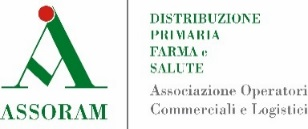 ASSORAM
DISTRIBUZIONE
PRIMARIA
FARMA e
SALUTE
Associazione Operatori
Commerciali e Logistici